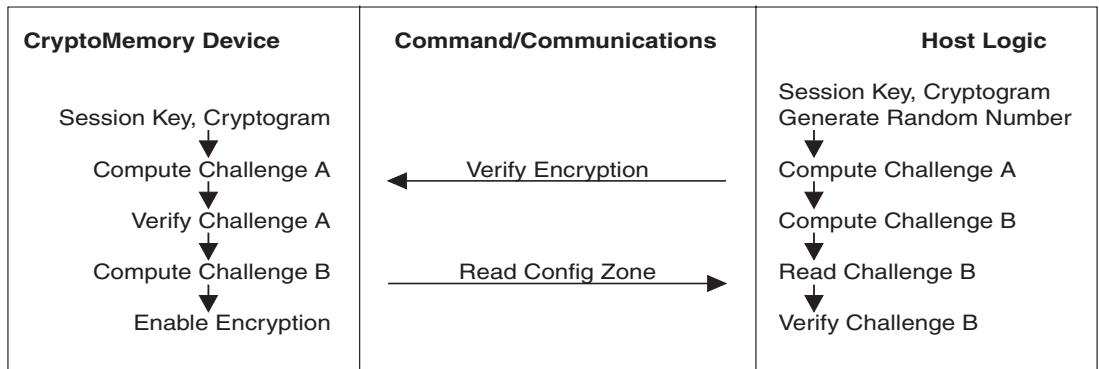 CryptoMemory Device
Session Key, Cryptogram
Compute Challenge A
Verify Challenge A
Compute Challenge B
Enable Encryption
Command/Communications
Verify Encryption
Read Config Zone
Host Logic
Session Key, Cryptogram
Generate Random Number
Compute Challenge A
Compute Challenge B
Read Challenge B
Verify Challenge B